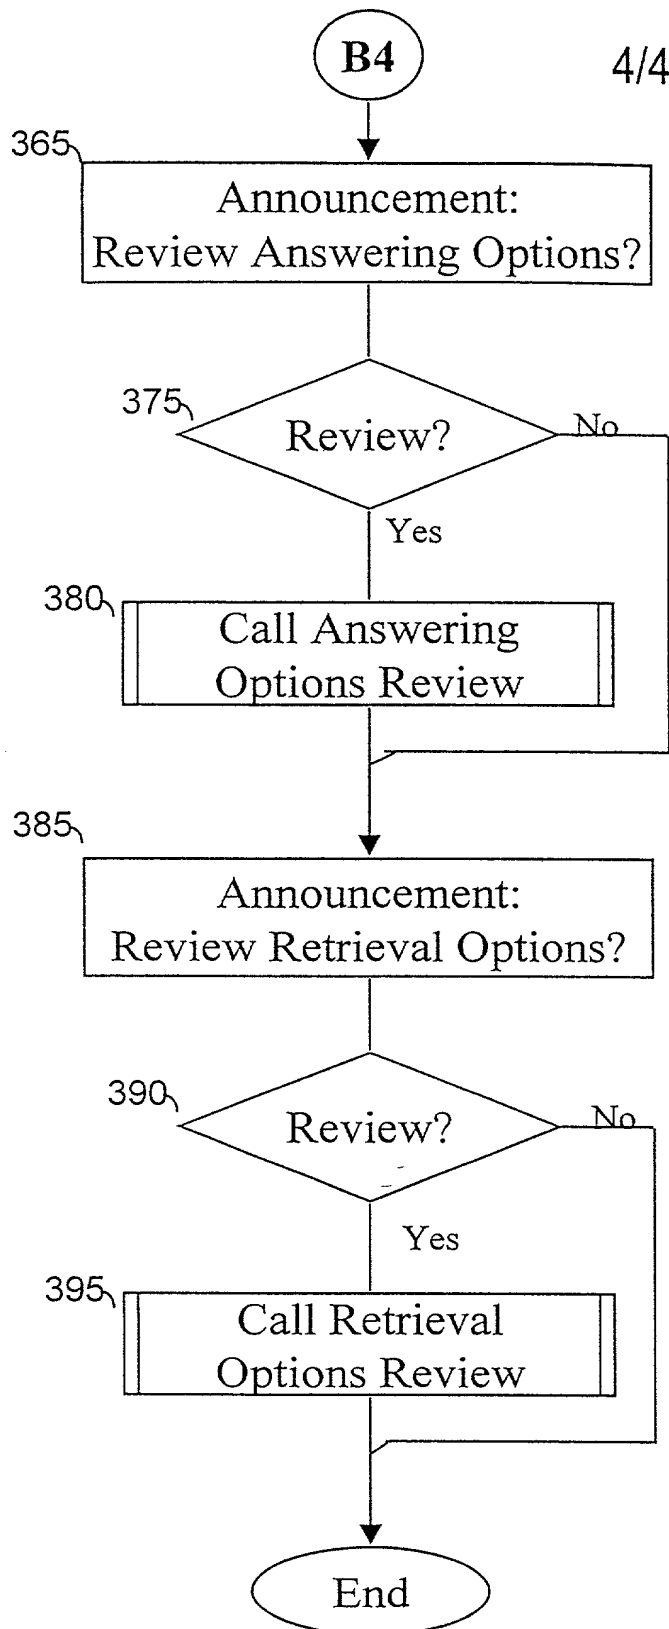 B4
4/4
365
Announcement:
Review Answering Options?
375
Review?
No
Yes
380
Call Answering
Options Review
385
Announcement:
Review Retrieval Options?
390
Review?
No
Yes
395
Call Retrieval
Options Review
End